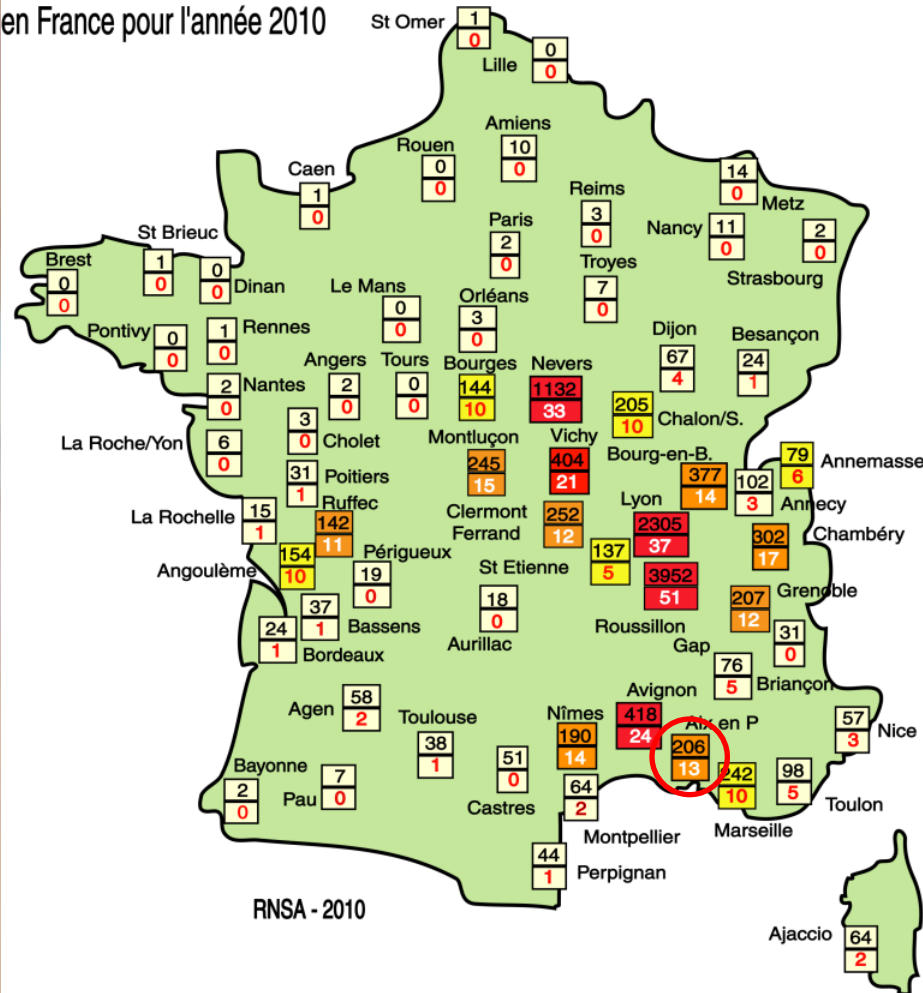 en France pour l'année 2010
St Omer
1
0
Lille
0
0
Amiens
10
0
Rouen
0
0
Caen
1
0
Metz
14
0
Reims
3
0
Nancy
11
0
Strasbourg
2
0
Paris
2
0
St Brieuc
1
0
Brest
0
0
Dinan
0
0
Troyes
7
0
Le Mans
0
0
Orléans
3
0
Pontivy
0
0
Rennes
1
0
Dijon
67
4
Besançon
24
1
Angers
2
0
Tours
0
0
Bourges
144
10
Nevers
1132
33
Nantes
2
0
Chalon/S.
205
10
Cholet
3
0
La Roche/Yon
6
0
Montluçon
245
15
Vichy
404
21
Bourg-en-B.
377
14
Annemasse
79
6
Annecy
102
3
Poitiers
31
1
La Rochelle
15
1
Ruffec
142
11
Clermont
Ferrand
252
12
Lyon
2305
37
Chambéry
302
17
Angoulème
154
10
Périgueux
19
0
St Etienne
137
5
Roussillon
3952
51
Grenoble
207
12
Aurillac
18
0
Bassens
37
1
Bordeaux
24
1
Gap
76
5
Briançon
31
0
Agen
58
2
Toulouse
38
1
Avignon
418
24
Nîmes
190
14
Aix en P
206
13
Nice
57
3
Castres
51
0
Bayonne
2
0
Pau
7
0
Montpellier
64
2
Marseille
242
10
Toulon
98
5
Perpignan
44
1
RNSA - 2010
Ajaccio
64
2